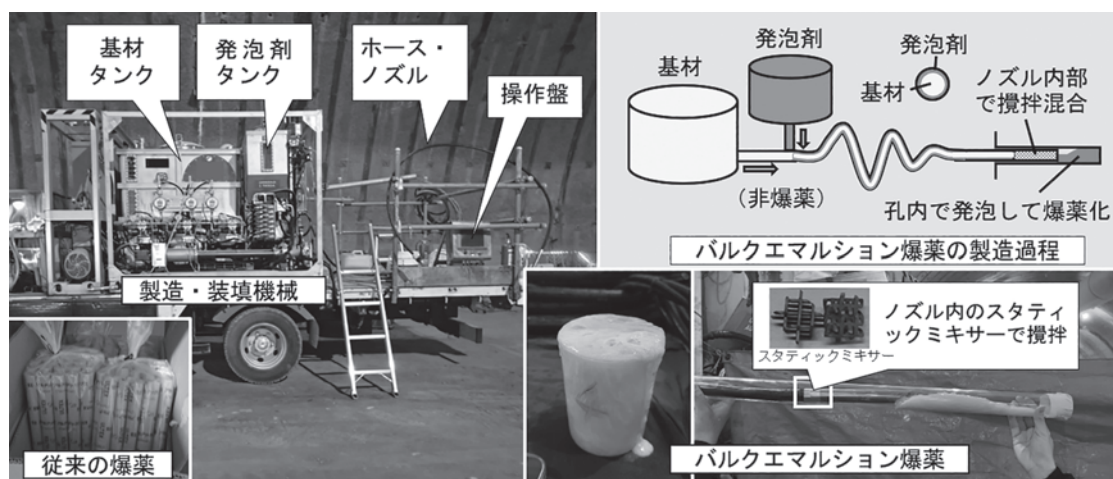 基材
タンク
発泡剤
タンク
ホース・
ノズル
操作盤
製造・装填機械
従来の爆薬
基材
発泡剤
発泡剤
基材
ノズル内部
で攪拌混合
(非爆薬)
孔内で発泡して爆薬化
バルクエマルション爆薬の製造過程
ノズル内のスタティ
ックミキサーで攪拌
スタティックミキサー
バルクエマルション爆薬